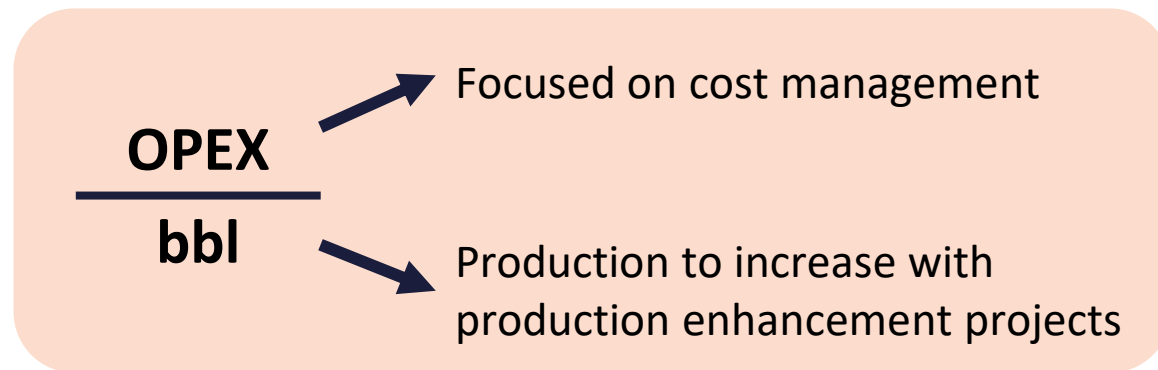 OPEX
bbl
Focused on cost management
Production to increase with
production enhancement projects